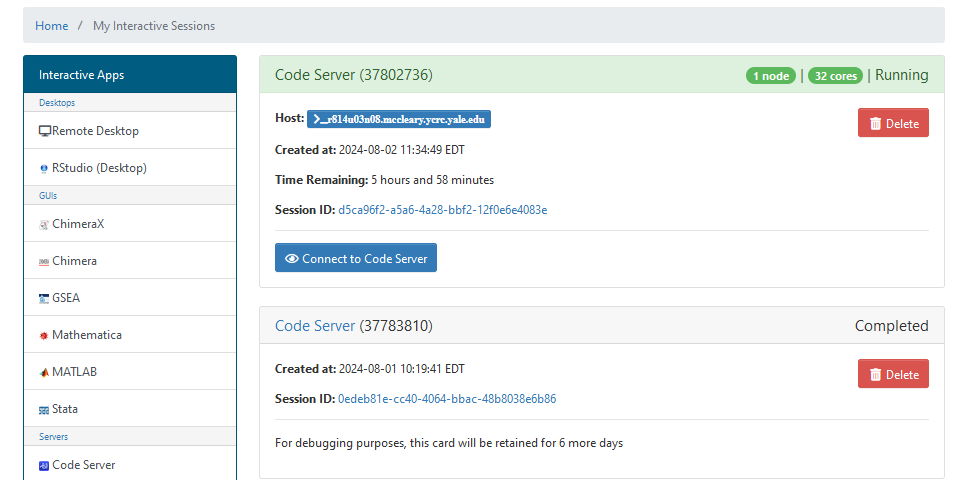 Home / My Interactive Sessions
Interactive Apps
Desktops
Remote Desktop
RStudio (Desktop)
GUIs
ChimeraX
Chimera
GSEA
Mathematica
MATLAB
Stata
Servers
Code Server
Code Server (37802736)
1 node | 32 cores | Running
Host: >_r814u03n08.mccleary.ycrc.yale.edu
Delete
Created at: 2024-08-02 11:34:49 EDT
Time Remaining: 5 hours and 58 minutes
Session ID: d5ca96f2-a5a6-4a28-bbf2-12f0e6e4083e
Connect to Code Server
Code Server (37783810)
Completed
Created at: 2024-08-01 10:19:41 EDT
Delete
Session ID: 0edeb81e-cc40-4064-bbac-48b8038e6b86
For debugging purposes, this card will be retained for 6 more days